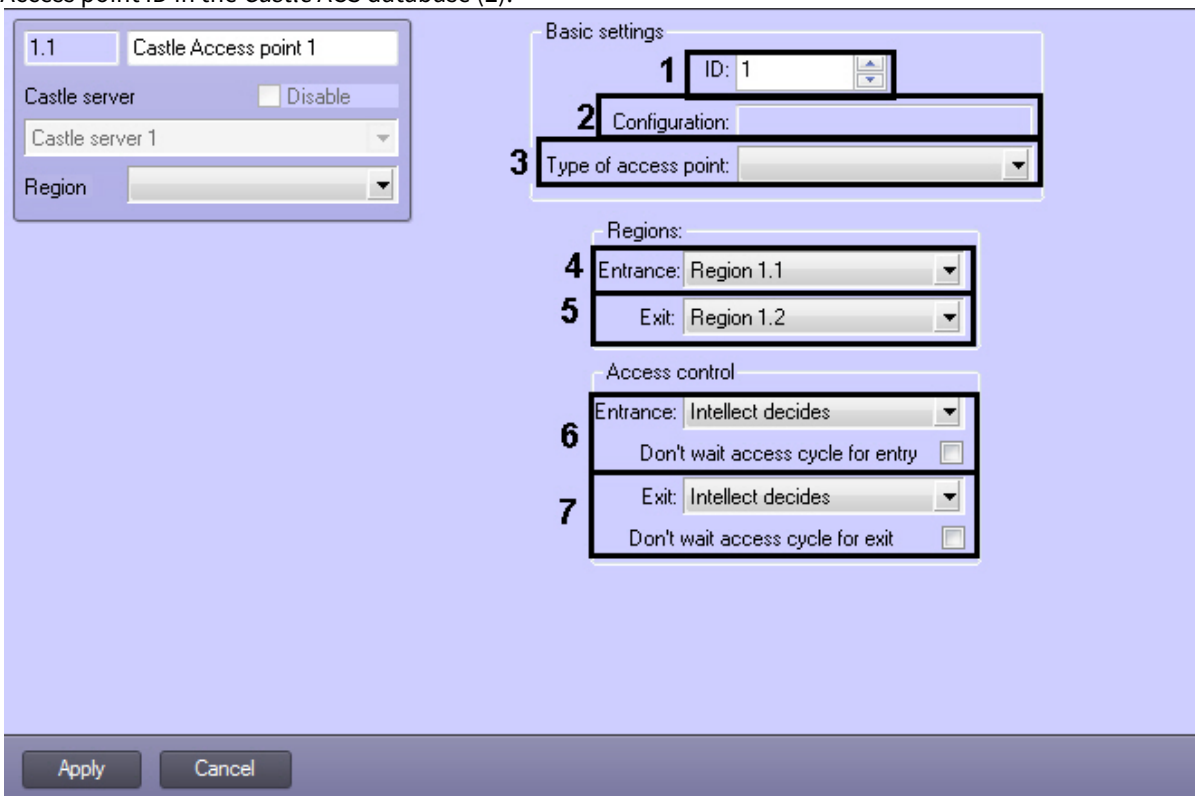 Access point ID in the Castle ACS database (2).
1.1 Castle Access point 1
Castle server Disable
Castle server 1
Region
Basic settings
1 ID: 1
2 Configuration:
3 Type of access point:
Regions:
4 Entrance: Region 1.1
5 Exit: Region 1.2
Access control
6 Entrance: Intellect decides
Don't wait access cycle for entry
7 Exit: Intellect decides
Don't wait access cycle for exit
Apply Cancel